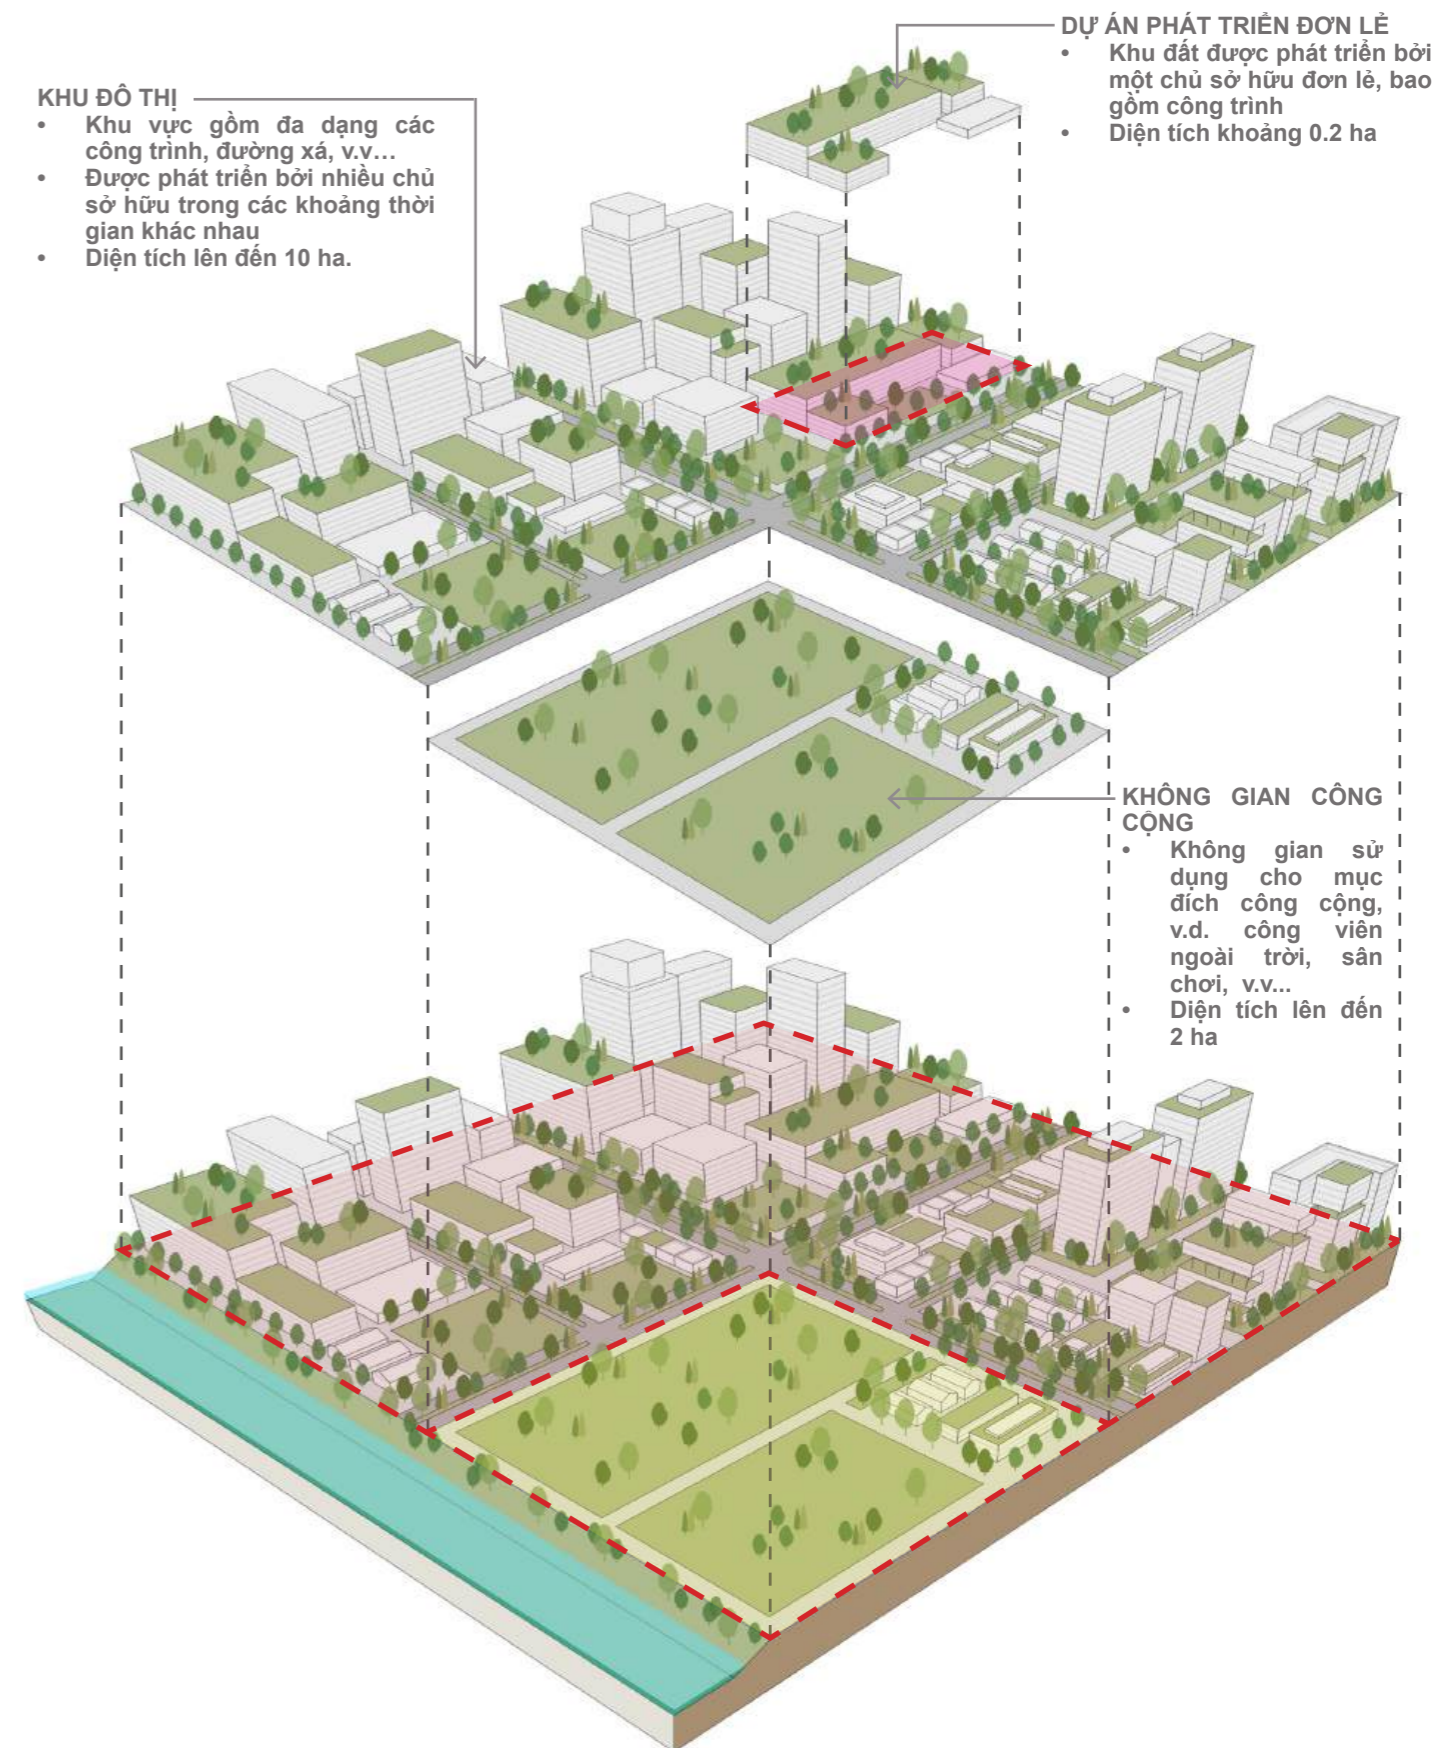 KHU ĐÔ THỊ
• Khu vực gồm đa dạng các
công trình, đường xá, v.v…
• Được phát triển bởi nhiều chủ
sở hữu trong các khoảng thời
gian khác nhau
• Diện tích lên đến 10 ha.
DỰ ÁN PHÁT TRIỂN ĐƠN LẺ
• Khu đất được phát triển bởi
một chủ sở hữu đơn lẻ, bao
gồm công trình
• Diện tích khoảng 0.2 ha
KHÔNG GIAN CÔNG
CỘNG
• Không gian sử
dụng cho mục
đích công cộng,
v.d. công viên
ngoài trời, sân
chơi, v.v...
• Diện tích lên đến
2 ha